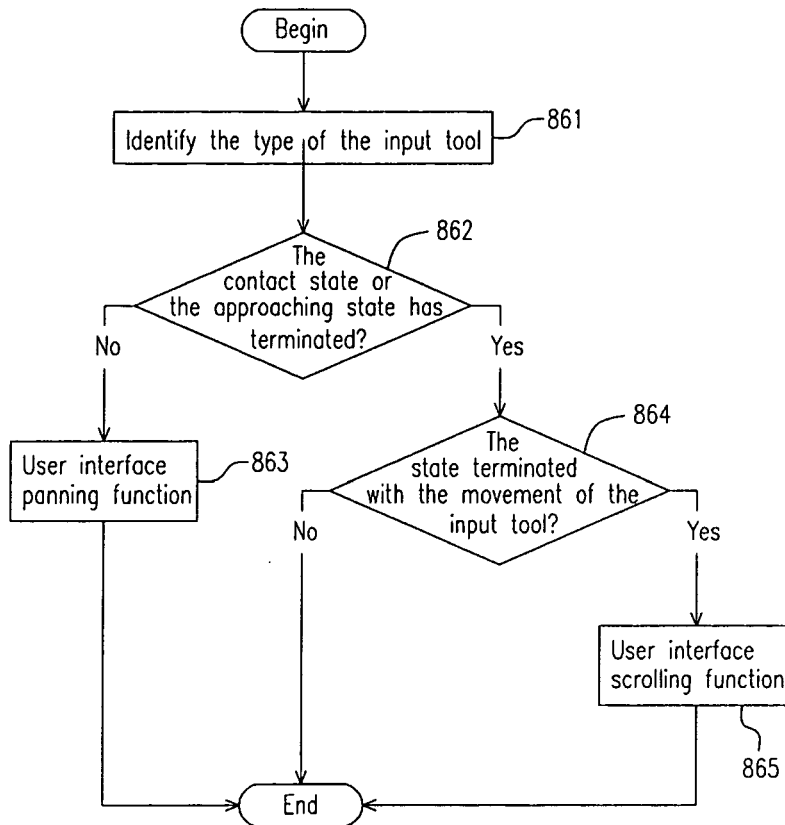 Begin
Identify the type of the input tool
861
The
contact state or
the approaching state has
terminated?
862
No
Yes
User interface
panning function
863
The
state terminated
with the movement of the
input tool?
864
No
Yes
User interface
scrolling function
865
End